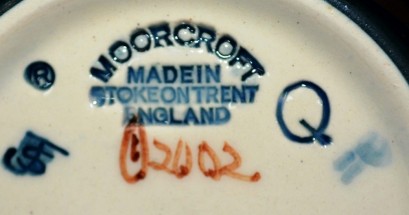 MOORCROFT
MADE IN
STOKE ON TRENT
ENGLAND
®
Q
2002